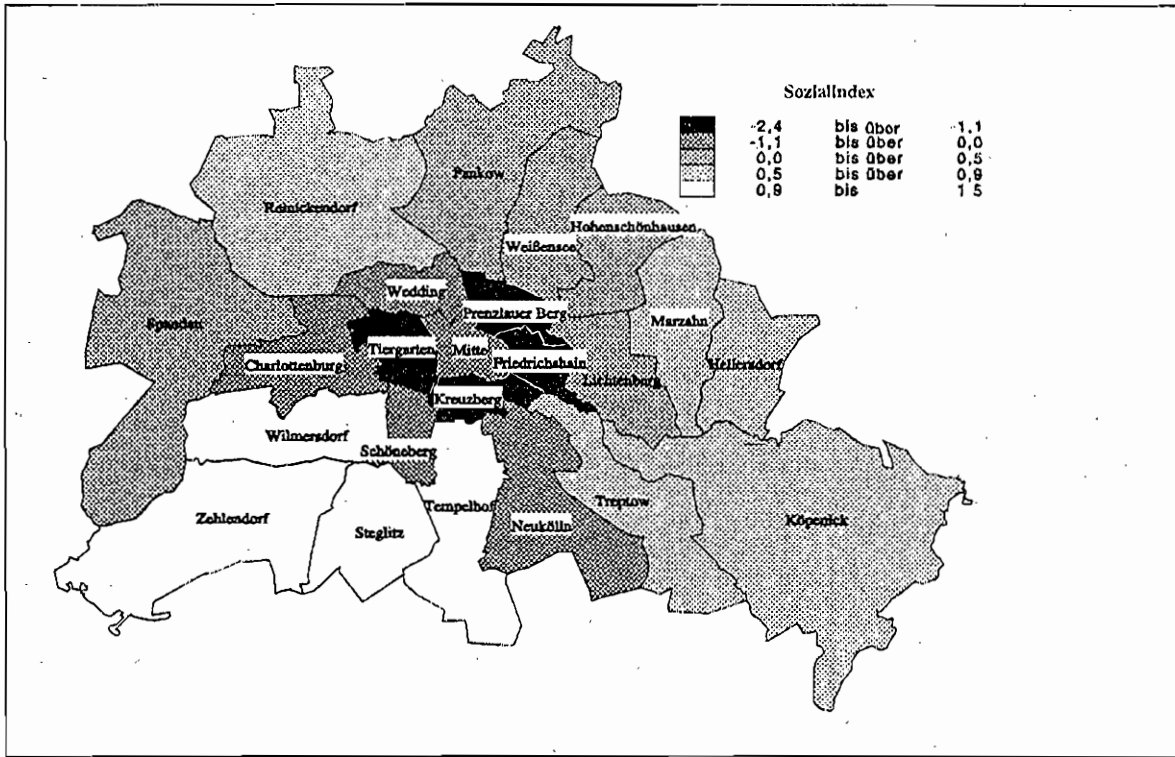 Sozialindex
-2,4 bis übor -1,1
-1,1 bis über 0,0
0,0 bis über 0,5
0,5 bis über 0,9
0,9 bis 1 5
Pankow
Reinickendorf
Hohenschönhausen
Weißensee
Wedding
Prenzlauer Berg
Spandau
Marzahn
Tiergarten
Mitte
Friedrichshain
Charlottenburg
Hellersdorf
Lichtenburg
Kreuzberg
Wilmersdorf
Schöneberg
Treptow
Tempelhof
Zehlendorf
Köpenick
Neukölln
Steglitz